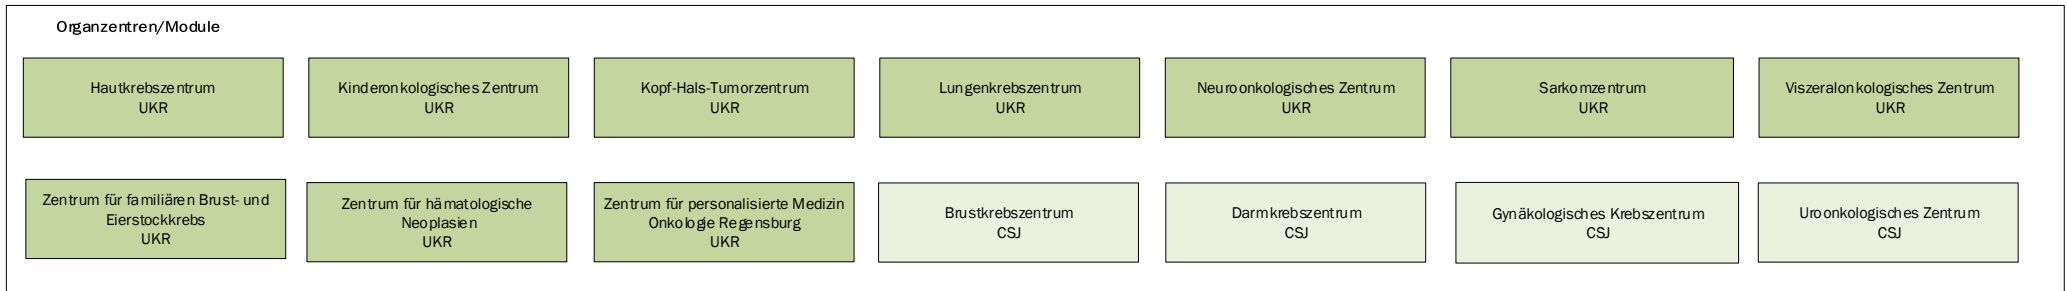 Organzentren/Module
Hautkrebszentrum
UKR
Kinderonkologisches Zentrum
UKR
Kopf-Hals-Tumorzentrum
UKR
Lungenkrebszentrum
UKR
Neuroonkologisches Zentrum
UKR
Sarkomzentrum
UKR
Viszeralonkologisches Zentrum
UKR
Zentrum für familiären Brust- und
Eierstockkrebs
UKR
Zentrum für hämatologische
Neoplasien
UKR
Zentrum für personalisierte Medizin
Onkologie Regensburg
UKR
Brustkrebszentrum
CSJ
Darmkrebszentrum
CSJ
Gynäkologisches Krebszentrum
CSJ
Uroonkologisches Zentrum
CSJ